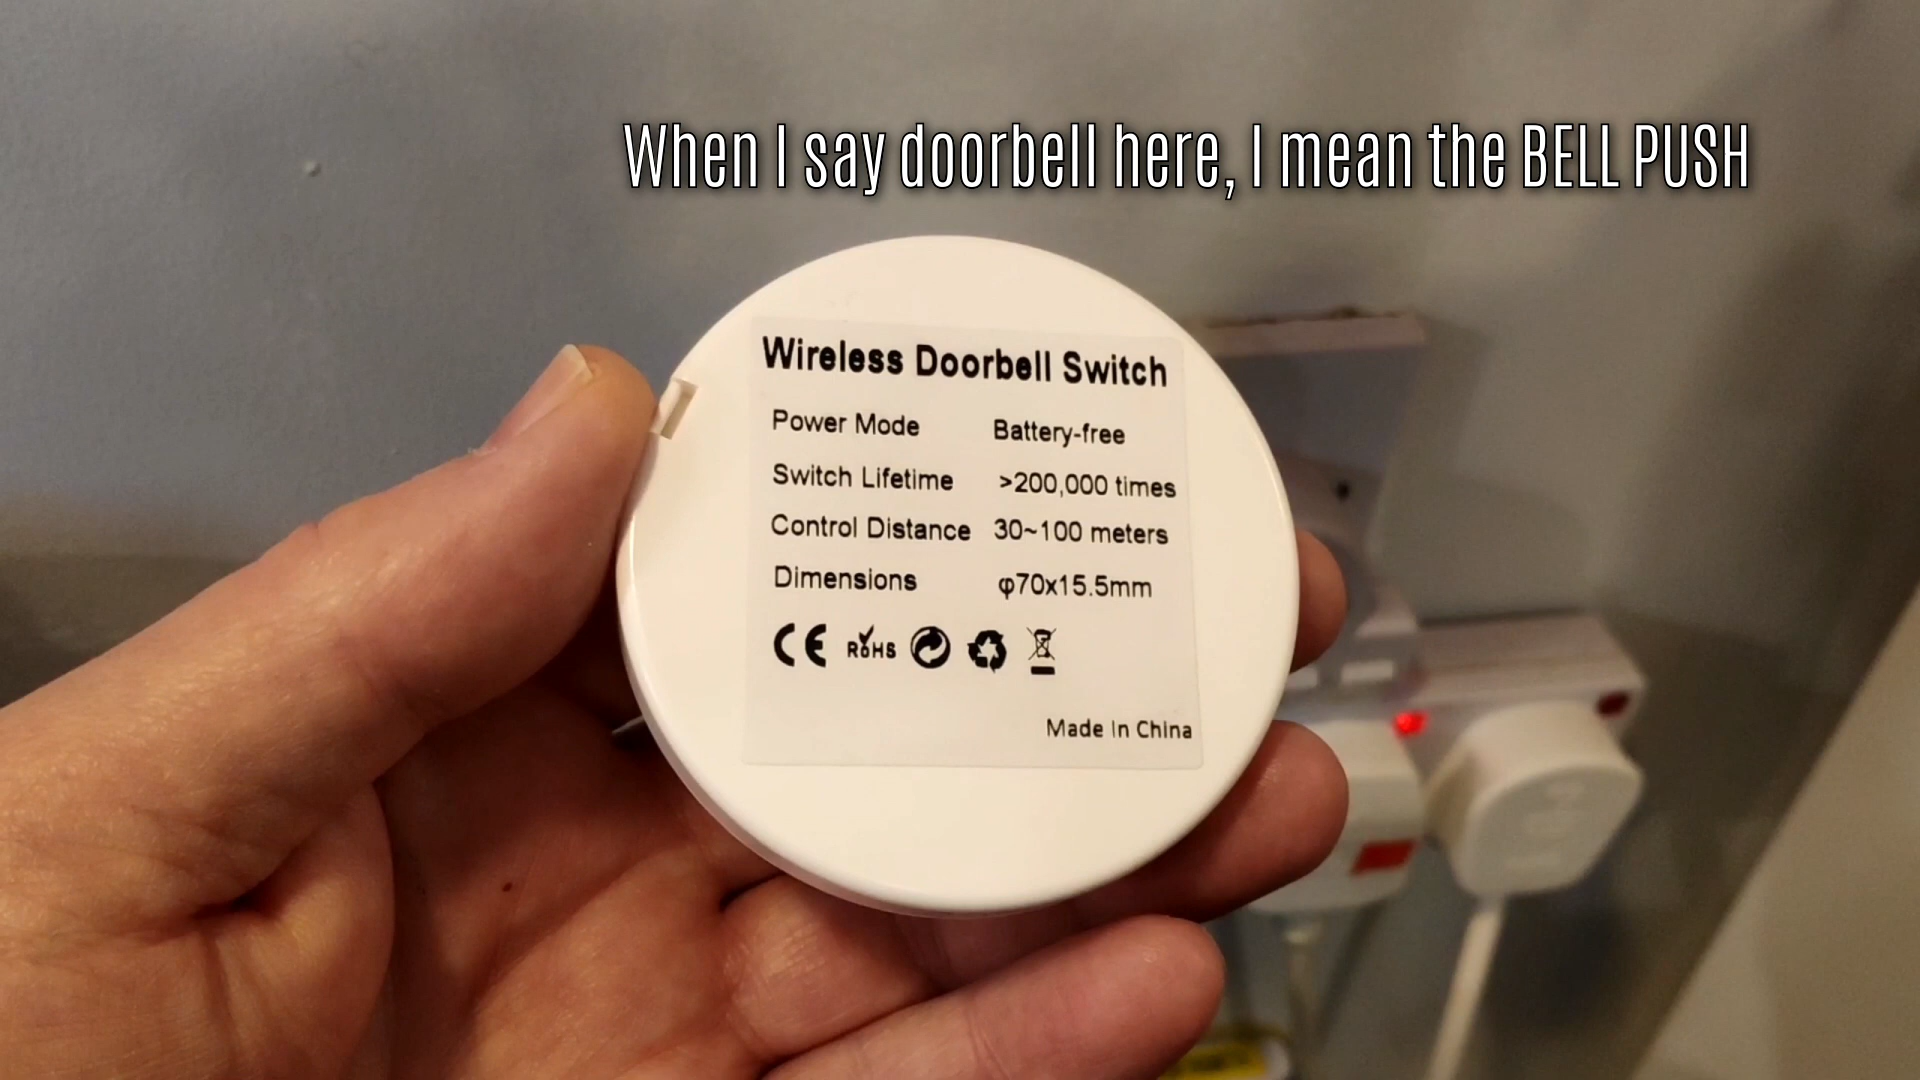 When I say doorbell here, I mean the BELL PUSH
Wireless Doorbell Switch
Power Mode Battery-free
Switch Lifetime >200,000 times
Control Distance 30~100 meters
Dimensions φ70x15.5mm
CE RoHS
Made In China